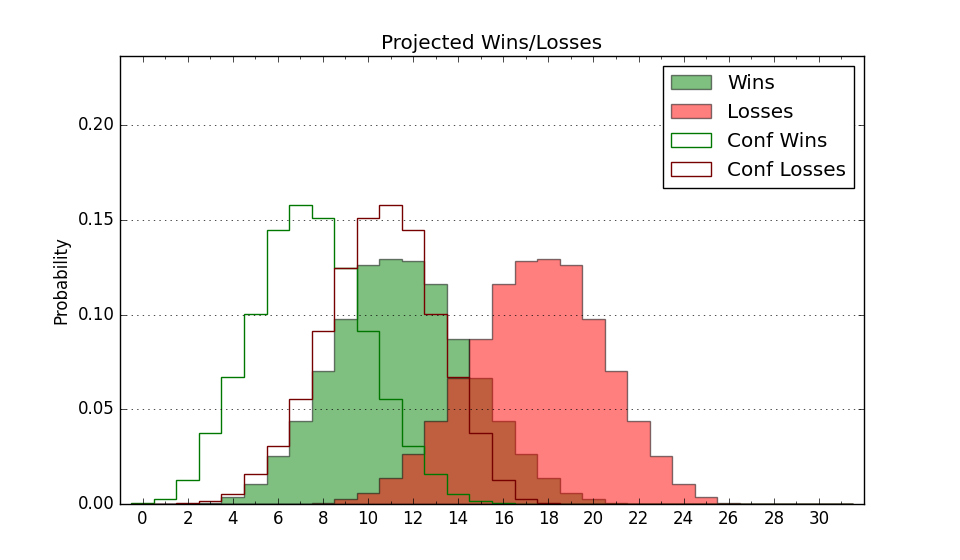 Projected Wins/Losses
Wins
Losses
Conf Wins
Conf Losses
Probability
0.20
0.15
0.10
0.05
0.00
0 2 4 6 8 10 12 14 16 18 20 22 24 26 28 30